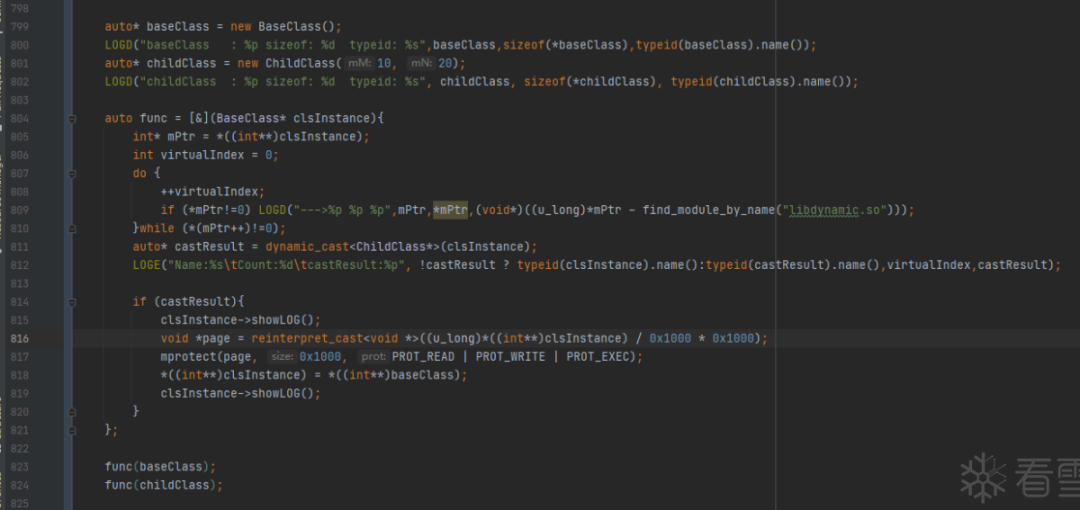 798
799 auto* baseClass = new BaseClass();
800 LOGD("baseClass   : %p sizeof: %d  typeid: %s",baseClass,sizeof(*baseClass),typeid(baseClass).name());
801 auto* childClass = new ChildClass( mM: 10, mN: 20);
802 LOGD("childClass  : %p sizeof: %d  typeid: %s", childClass, sizeof(*childClass), typeid(childClass).name());
803
804 auto func = [&](BaseClass* clsInstance){
805 int* mPtr = *((int**)clsInstance);
806 int virtualIndex = 0;
807 do {
808 ++virtualIndex;
809 if (*mPtr!=0) LOGD("--->%p %p %p",mPtr,*mPtr,(void*)((u_long)*mPtr - find_module_by_name("libdynamic.so")));
810 }while (*(mPtr++)!=0);
811 auto* castResult = dynamic_cast<ChildClass*>(clsInstance);
812 LOGE("Name:%s\tCount:%d\tcastResult:%p", !castResult ? typeid(clsInstance).name():typeid(castResult).name(),virtualIndex,castResult);
813
814 if (castResult){
815 clsInstance->showLOG();
816 void *page = reinterpret_cast<void *>((u_long)*((int**)clsInstance) / 0x1000 * 0x1000);
817 mprotect(page, size: 0x1000, prot: PROT_READ | PROT_WRITE | PROT_EXEC);
818 *((int**)clsInstance) = *((int**)baseClass);
819 clsInstance->showLOG();
820 }
821 };
822
823 func(baseClass);
824 func(childClass);
825
看雪